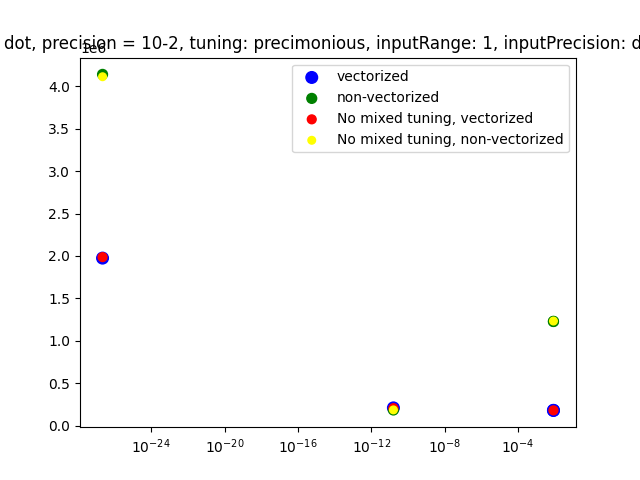 dot, precision = 10-2, tuning: precimonious, inputRange: 1, inputPrecision: d
1e6
vectorized
non-vectorized
No mixed tuning, vectorized
No mixed tuning, non-vectorized
4.0
3.5
3.0
2.5
2.0
1.5
1.0
0.5
0.0
10⁻²⁴ 10⁻²⁰ 10⁻¹⁶ 10⁻¹² 10⁻⁸ 10⁻⁴